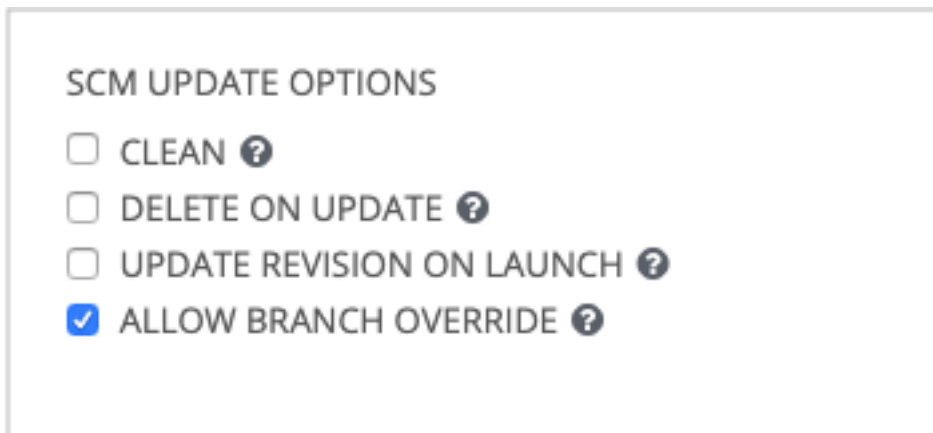 SCM UPDATE OPTIONS
CLEAN ?
DELETE ON UPDATE ?
UPDATE REVISION ON LAUNCH ?
ALLOW BRANCH OVERRIDE ?